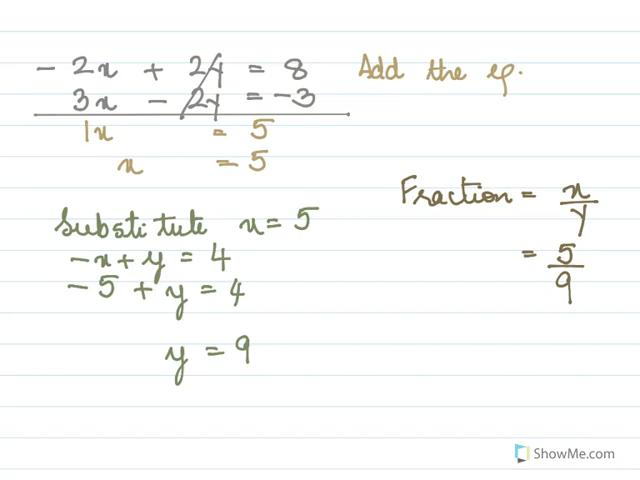 - 2x + 2y = 8
3x - 2y = -3
Add the eq.
1x = 5
x = 5
Substitute x = 5
-x + y = 4
-5 + y = 4
y = 9
Fraction = x/y
= 5/9
ShowMe.com